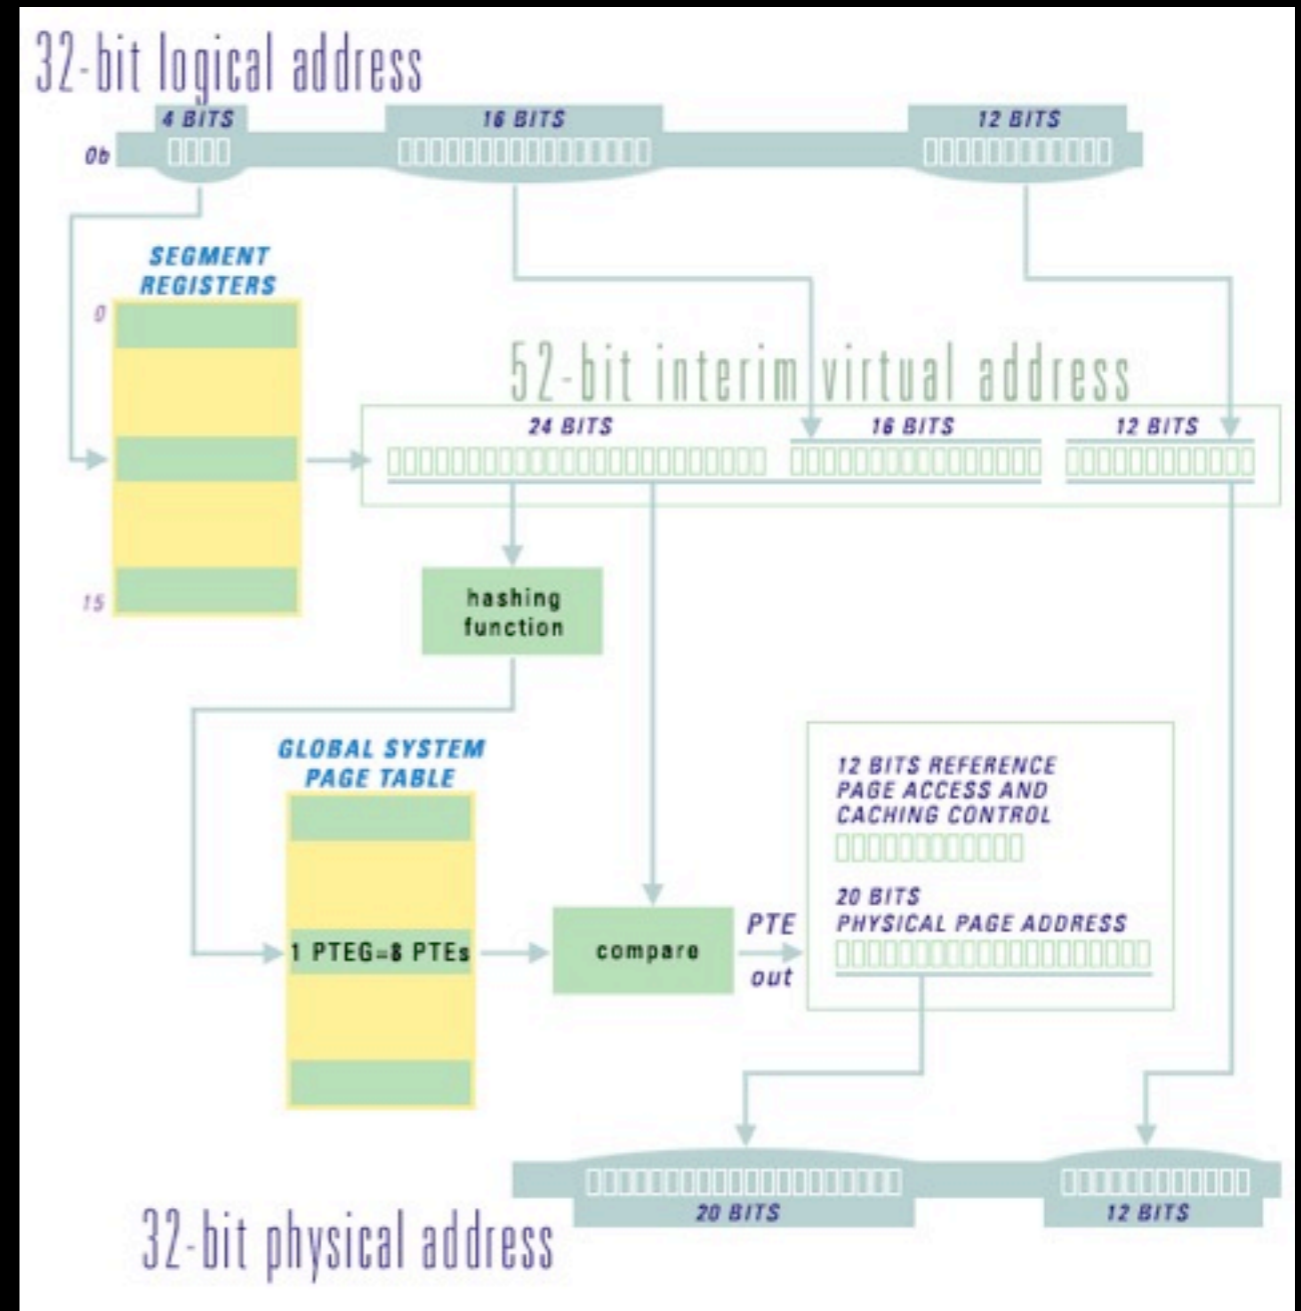 32-bit logical address
4 BITS
16 BITS
12 BITS
0b
SEGMENT
REGISTERS
0
15
52-bit interim virtual address
24 BITS
16 BITS
12 BITS
hashing
function
GLOBAL SYSTEM
PAGE TABLE
1 PTEG=8 PTEs
compare
PTE
out
12 BITS REFERENCE
PAGE ACCESS AND
CACHING CONTROL
20 BITS
PHYSICAL PAGE ADDRESS
20 BITS
12 BITS
32-bit physical address